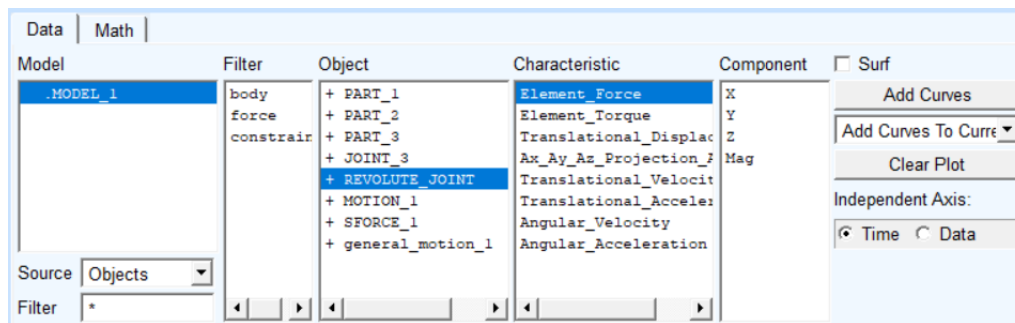 Data Math
Model Filter Object Characteristic Component Surf
.MODEL_1
body
force
constrain
+ PART_1
+ PART_2
+ PART_3
+ JOINT_3
+ REVOLUTE_JOINT
+ MOTION_1
+ SFORCE_1
+ general_motion_1
Element_Force
Element_Torque
Translational_Displac
Ax_Ay_Az_Projection_A
Translational_Velocit
Translational_Acceler
Angular_Velocity
Angular_Acceleration
X
Y
Z
Mag
Add Curves
Add Curves To Curre
Clear Plot
Independent Axis:
Time Data
Source Objects
Filter *